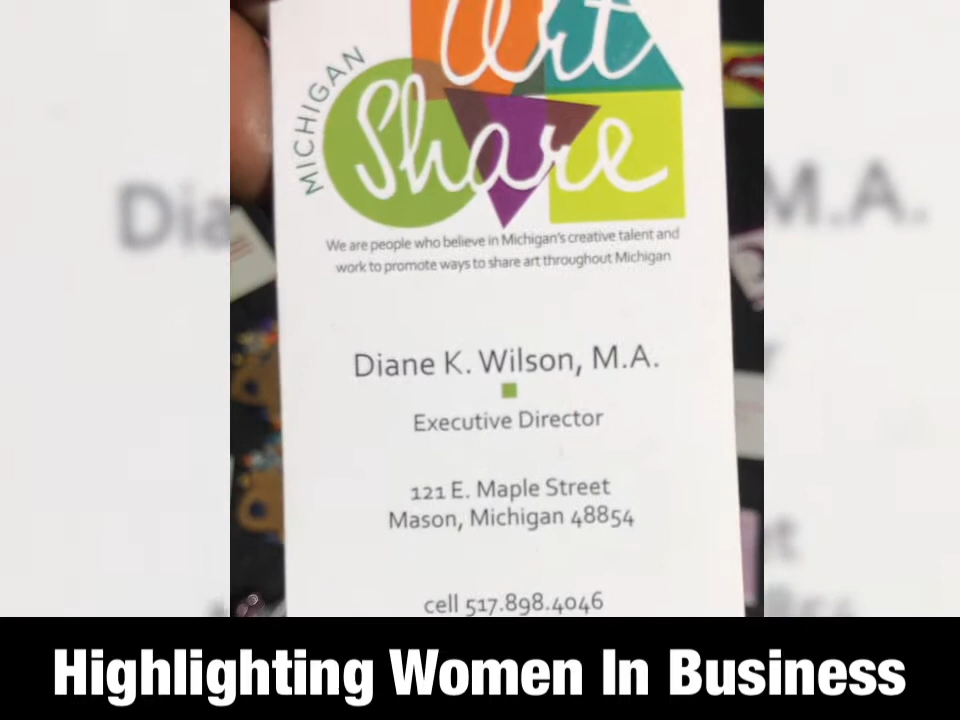 MICHIGAN
Art
Share
We are people who believe in Michigan's creative talent and
work to promote ways to share art throughout Michigan
Diane K. Wilson, M.A.
Executive Director
121 E. Maple Street
Mason, Michigan 48854
cell 517.898.4046
Highlighting Women In Business